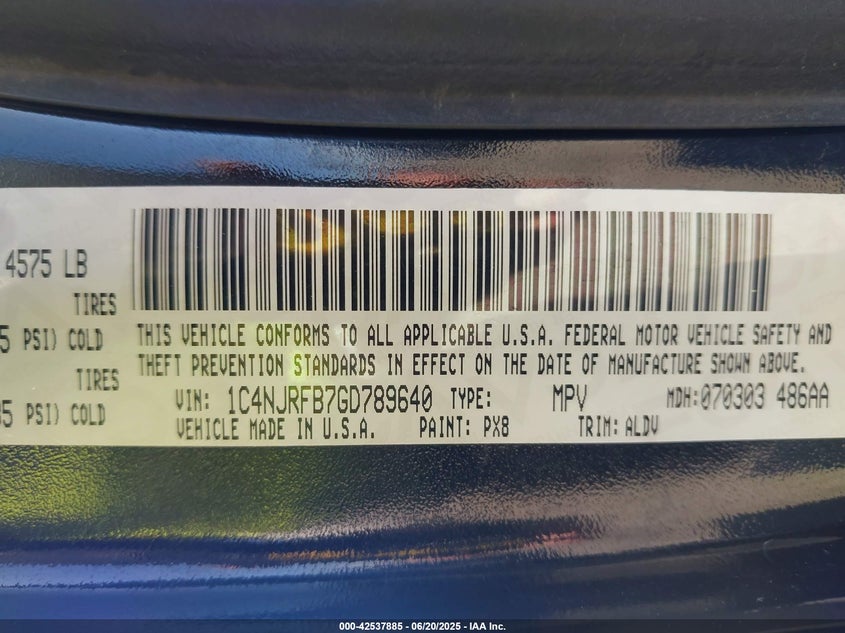 4575 LB
TIRES
5 PSI) COLD
TIRES
35 PSI) COLD
THIS VEHICLE CONFORMS TO ALL APPLICABLE U.S.A. FEDERAL MOTOR VEHICLE SAFETY AND
THEFT PREVENTION STANDARDS IN EFFECT ON THE DATE OF MANUFACTURE SHOWN ABOVE.
VIN: 1C4NJRFB7GD789640 TYPE: MPV MDH:070303 486AA
VEHICLE MADE IN U.S.A. PAINT: PX8 TRIM: ALDV
000-42537885 - 06/20/2025 - IAA Inc.